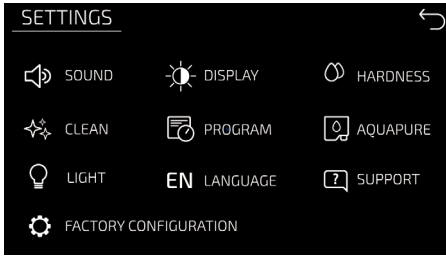 SETTINGS
SOUND DISPLAY HARDNESS
CLEAN PROGRAM AQUAPURE
LIGHT EN LANGUAGE ? SUPPORT
FACTORY CONFIGURATION